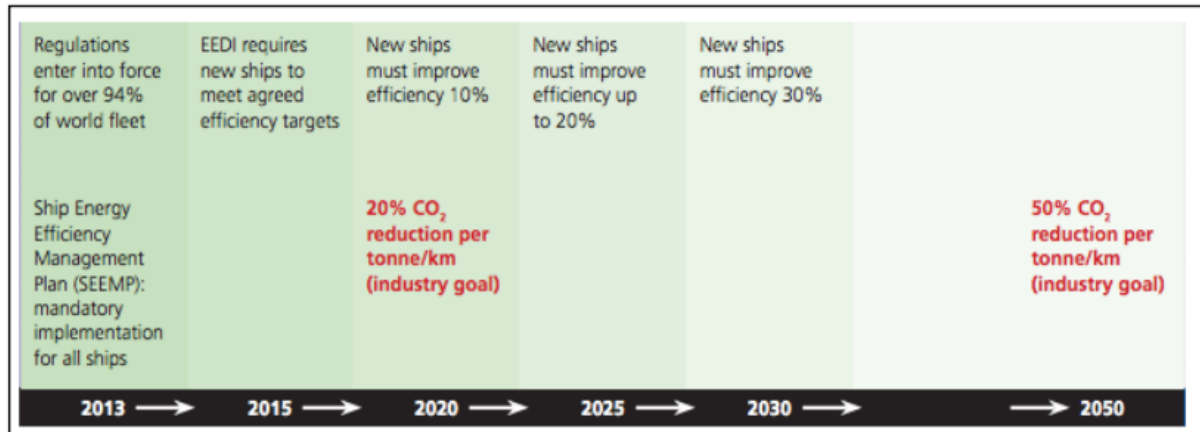 Regulations
enter into force
for over 94%
of world fleet
EEDI requires
new ships to
meet agreed
efficiency targets
New ships
must improve
efficiency 10%
New ships
must improve
efficiency up
to 20%
New ships
must improve
efficiency 30%
Ship Energy
Efficiency
Management
Plan (SEEMP):
mandatory
implementation
for all ships
20% CO₂
reduction per
tonne/km
(industry goal)
50% CO₂
reduction per
tonne/km
(industry goal)
2013 → 2015 → 2020 → 2025 → 2030 → → 2050